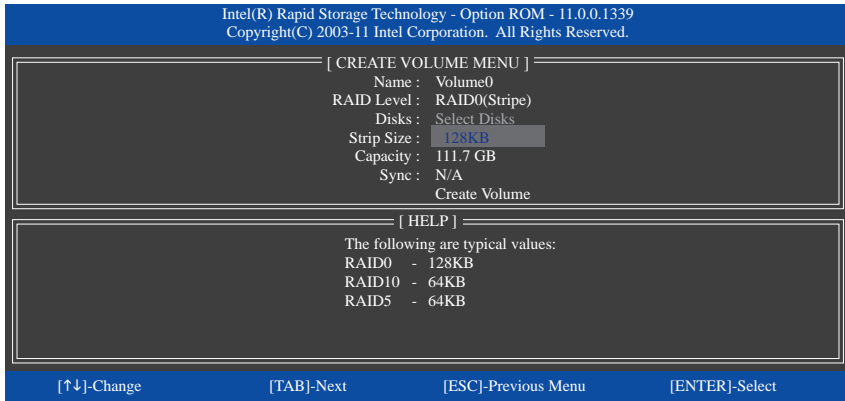 Intel(R) Rapid Storage Technology - Option ROM - 11.0.0.1339
Copyright(C) 2003-11 Intel Corporation. All Rights Reserved.
[ CREATE VOLUME MENU ]
Name : Volume0
RAID Level : RAID0(Stripe)
Disks : Select Disks
Strip Size : 128KB
Capacity : 111.7 GB
Sync : N/A
Create Volume
[ HELP ]
The following are typical values:
RAID0 - 128KB
RAID10 - 64KB
RAID5 - 64KB
[↑↓]-Change [TAB]-Next [ESC]-Previous Menu [ENTER]-Select